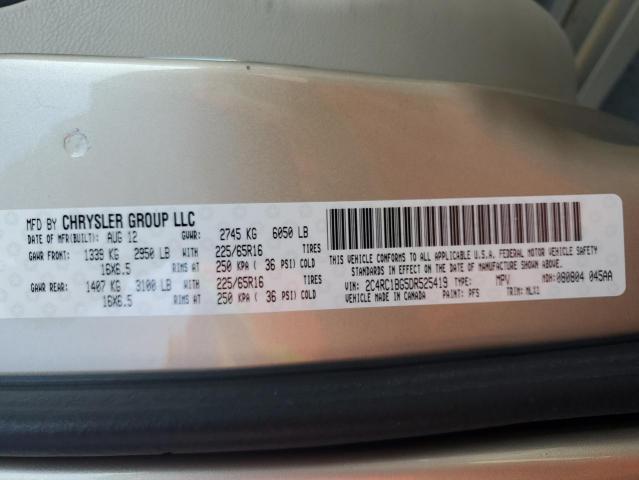 MFD BY CHRYSLER GROUP LLC
DATE OF MFR(BUILT): AUG 12 GVWR: 2745 KG 6050 LB
GAWR FRONT: 1339 KG 2950 LB WITH 225/65R16 TIRES
16X6.5 RIMS AT 250 KPA ( 36 PSI) COLD
GAWR REAR: 1407 KG 3100 LB WITH 225/65R16 TIRES
16X6.5 RIMS AT 250 KPA ( 36 PSI) COLD
THIS VEHICLE CONFORMS TO ALL APPLICABLE U.S.A. FEDERAL MOTOR VEHICLE SAFETY
STANDARDS IN EFFECT ON THE DATE OF MANUFACTURE SHOWN ABOVE.
VIN: 2C4RC1BG5DR525419 TYPE: MPV MDH: 080804 045AA
VEHICLE MADE IN CANADA PAINT: PFS TRIM: